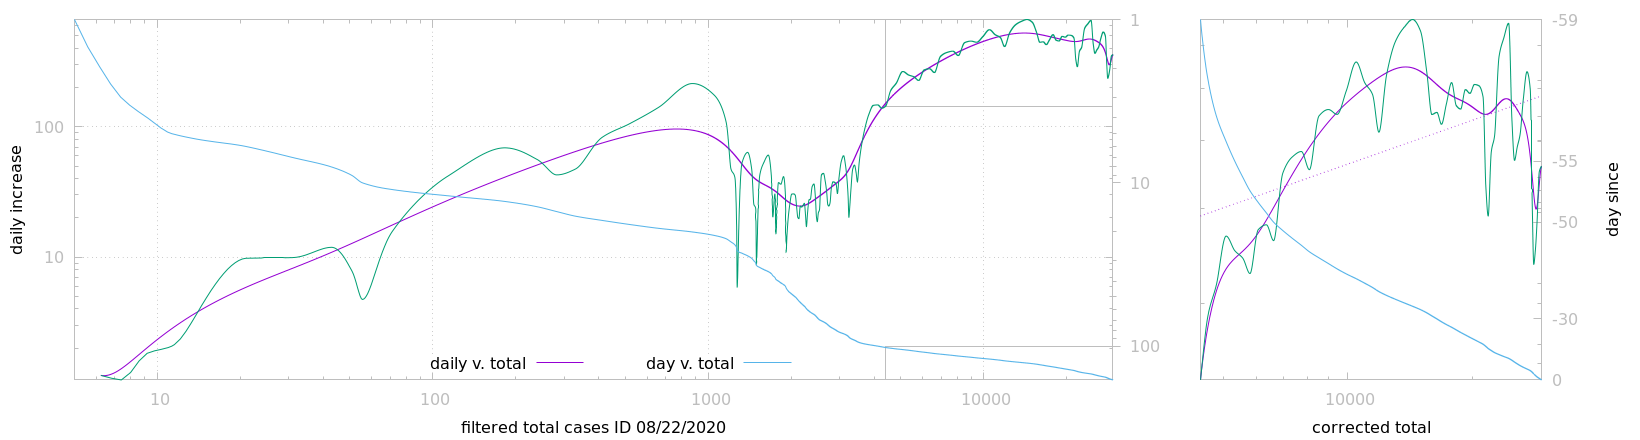 1
-59
100
10
-55
-50
10
-30
daily v. total
day v. total
100
0
10
100
1000
10000
10000
daily increase
day since
filtered total cases ID 08/22/2020
corrected total